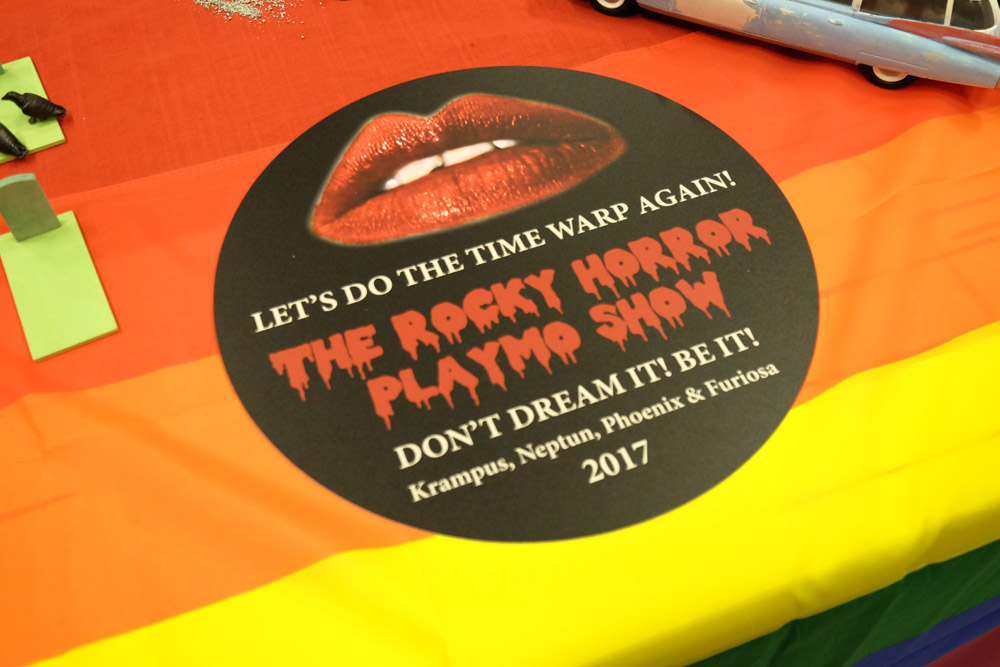 LET'S DO THE TIME WARP AGAIN!
THE ROCKY HORROR
PLAYMO SHOW
DON'T DREAM IT! BE IT!
Krampus, Neptun, Phoenix & Furiosa
2017